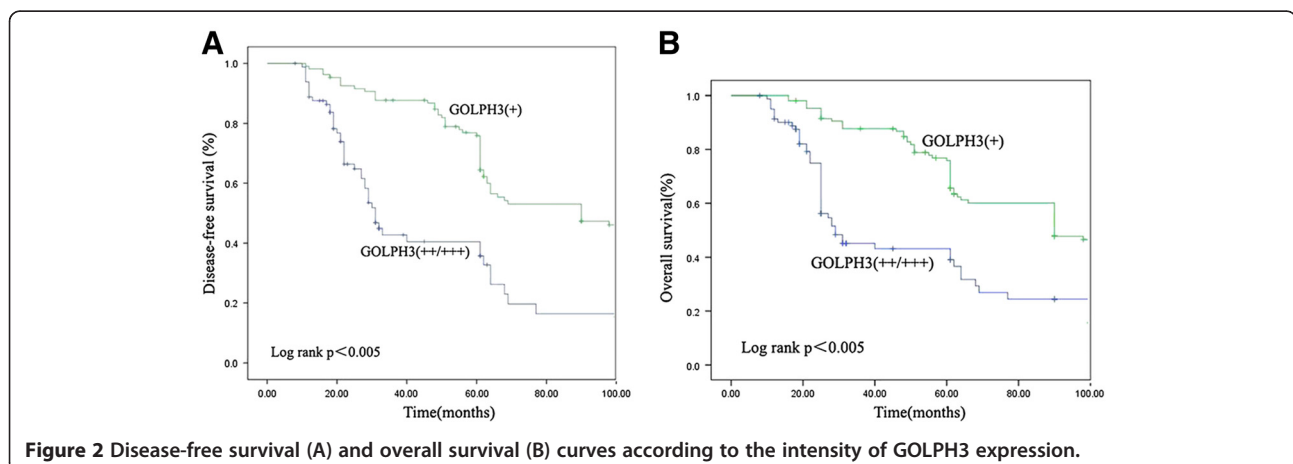 A
Disease-free survival (%)
1.0
0.8
0.6
0.4
0.2
0.0
GOLPH3(+)
GOLPH3(++/+++)
Log rank p<0.005
0.00 20.00 40.00 60.00 80.00 100.00
Time(months)
B
Overall survival(%)
1.0
0.8
0.6
0.4
0.2
0.0
GOLPH3(+)
GOLPH3(++/+++)
Log rank p<0.005
0.00 20.00 40.00 60.00 80.00 100.00
Time(months)
Figure 2 Disease-free survival (A) and overall survival (B) curves according to the intensity of GOLPH3 expression.